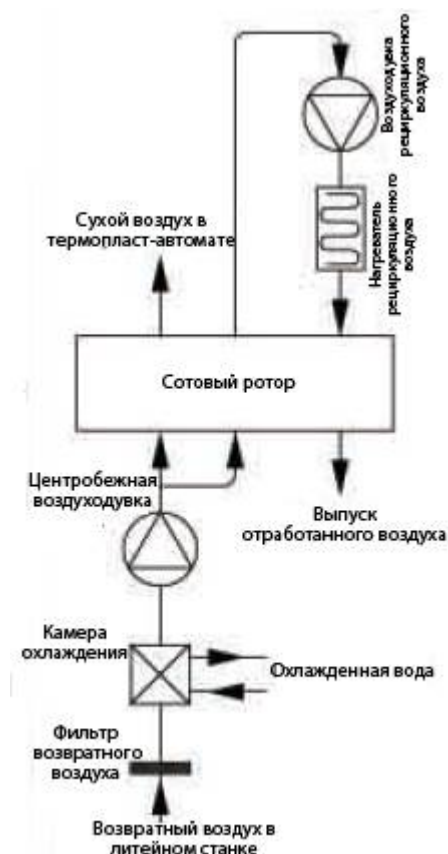 Воздуходувка
рециркуляционного
воздуха
Сухой воздух в
термопласт-автомате
Нагреватель
рециркуляционного
воздуха
Сотовый ротор
Центробежная
воздуходувка
Выпуск
отработанного воздуха
Камера
охлаждения
Охлажденная вода
Фильтр
возвратного
воздуха
Возвратный воздух в
литейном станке